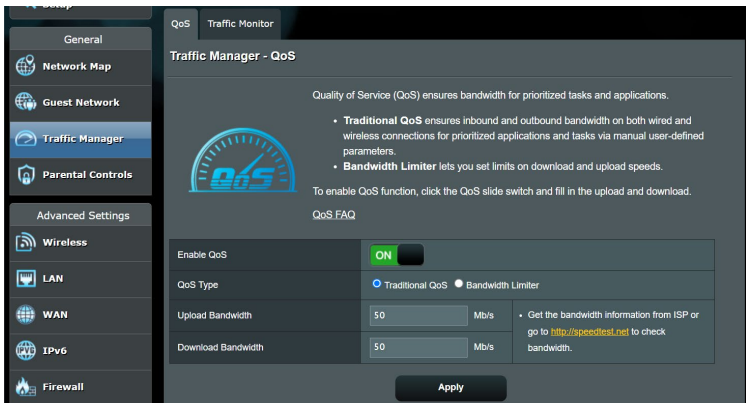 Setup
QoS
Traffic Monitor
General
Network Map
Guest Network
Traffic Manager
Parental Controls
Advanced Settings
Wireless
LAN
WAN
IPv6
Firewall
Traffic Manager - QoS
QoS
Quality of Service (QoS) ensures bandwidth for prioritized tasks and applications.
• Traditional QoS ensures inbound and outbound bandwidth on both wired and
wireless connections for prioritized applications and tasks via manual user-defined
parameters.
• Bandwidth Limiter lets you set limits on download and upload speeds.
To enable QoS function, click the QoS slide switch and fill in the upload and download.
QoS FAQ
Enable QoS
ON
QoS Type
Traditional QoS
Bandwidth Limiter
Upload Bandwidth
50
Mb/s
Download Bandwidth
50
Mb/s
• Get the bandwidth information from ISP or
go to http://speedtest.net to check
bandwidth.
Apply